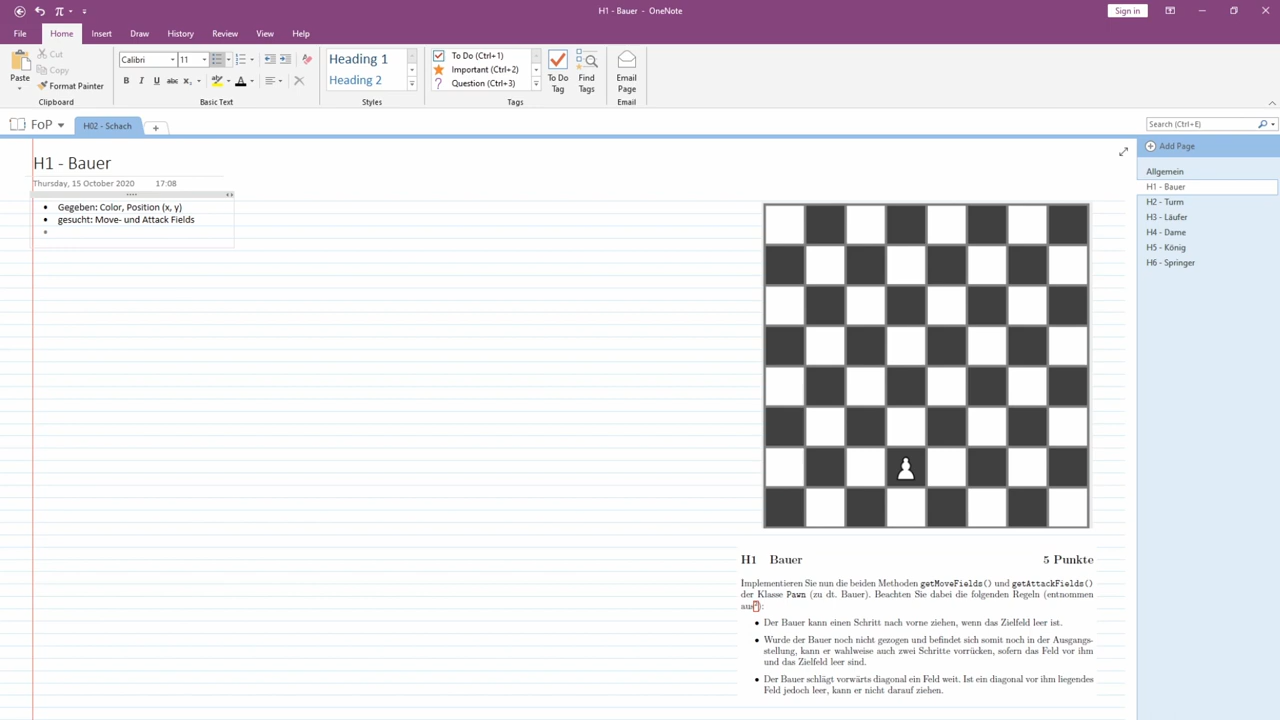 H1 - Bauer - OneNote
Sign in
File Home Insert Draw History Review View Help
Paste
Cut
Copy
Format Painter
Clipboard
Calibri 11
B I U abc x₂ A
Basic Text
Heading 1
Heading 2
Styles
To Do (Ctrl+1)
Important (Ctrl+2)
Question (Ctrl+3)
To Do Tag
Find Tags
Tags
Email Page
Email
FoP
H02 - Schach
Search (Ctrl+E)
Add Page
Allgemein
H1 - Bauer
H2 - Turm
H3 - Läufer
H4 - Dame
H5 - König
H6 - Springer
H1 - Bauer
Thursday, 15 October 2020 17:08
• Gegeben: Color, Position (x, y)
• gesucht: Move- und Attack Fields
•
H1 Bauer 5 Punkte
Implementieren Sie nun die beiden Methoden getMoveFields() und getAttackFields()
der Klasse Pawn (zu dt. Bauer). Beachten Sie dabei die folgenden Regeln (entnommen
aus):
• Der Bauer kann einen Schritt nach vorne ziehen, wenn das Zielfeld leer ist.
• Wurde der Bauer noch nicht gezogen und befindet sich somit noch in der Ausgangs-
stellung, kann er wahlweise auch zwei Schritte vorrücken, sofern das Feld vor ihm
und das Zielfeld leer sind.
• Der Bauer schlägt vorwärts diagonal ein Feld weit. Ist ein diagonal vor ihm liegendes
Feld jedoch leer, kann er nicht darauf ziehen.